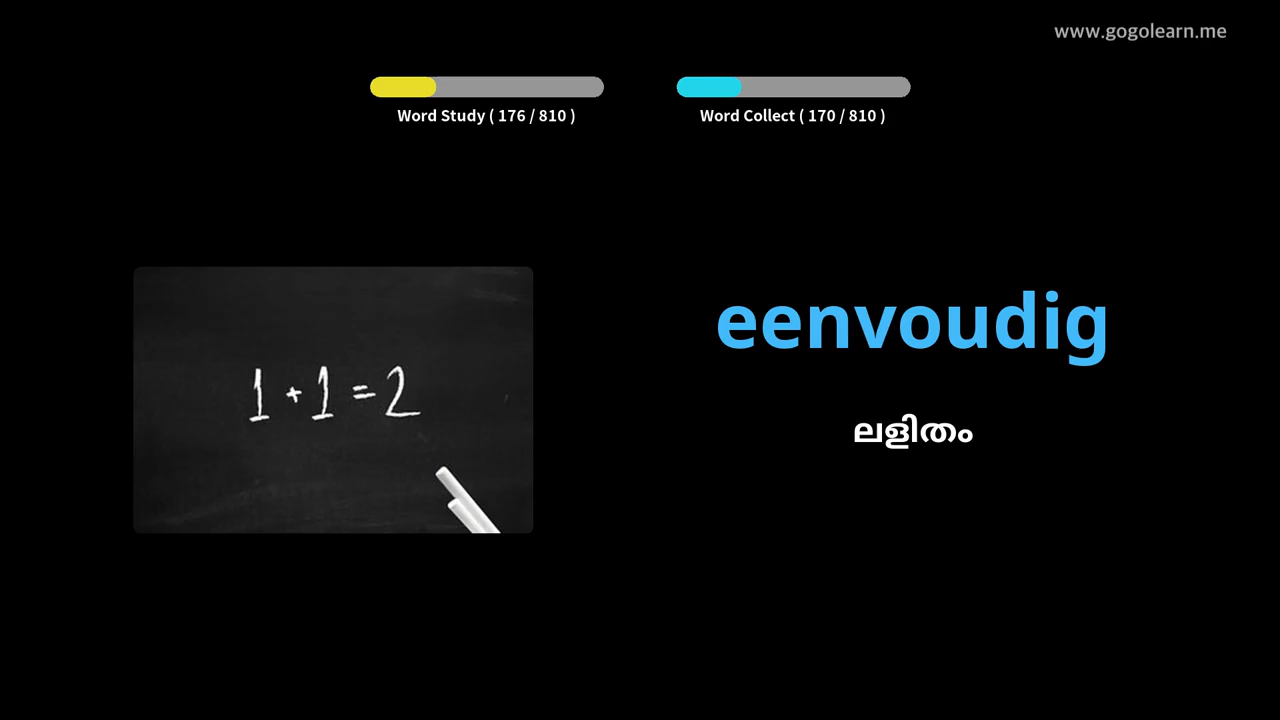 www.gogolearn.me
Word Study ( 176 / 810 )
Word Collect ( 170 / 810 )
1 + 1 = 2
eenvoudig
ലളിതം